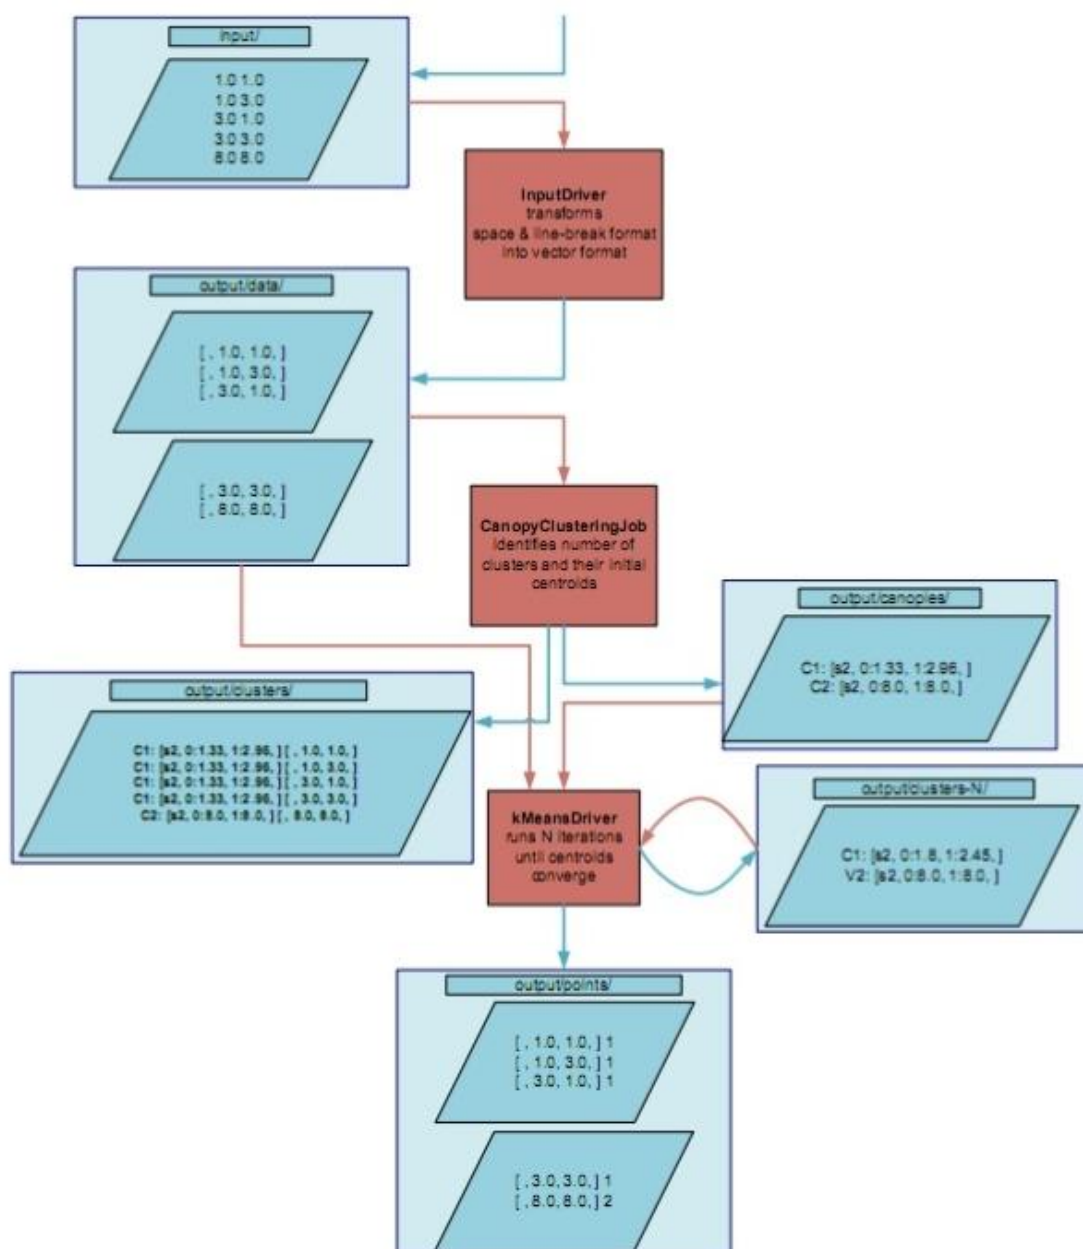 input/
1.0 1.0
1.0 3.0
3.0 1.0
3.0 3.0
8.0 8.0
InputDriver
transforms
space & line-break format
into vector format
output/data/
[ , 1.0, 1.0, ]
[ , 1.0, 3.0, ]
[ , 3.0, 1.0, ]
[ , 3.0, 3.0, ]
[ , 8.0, 8.0, ]
CanopyClusteringJob
identifies number of
clusters and their initial
centroids
output/canopies/
C1: [s2, 0:1.33, 1:2.96, ]
C2: [s2, 0:8.0, 1:8.0, ]
output/clusters/
C1: [s2, 0:1.33, 1:2.96, ] [ , 1.0, 1.0, ]
C1: [s2, 0:1.33, 1:2.96, ] [ , 1.0, 3.0, ]
C1: [s2, 0:1.33, 1:2.96, ] [ , 3.0, 1.0, ]
C1: [s2, 0:1.33, 1:2.96, ] [ , 3.0, 3.0, ]
C2: [s2, 0:8.0, 1:8.0, ] [ , 8.0, 8.0, ]
kMeansDriver
runs N iterations
until centroids
converge
output/clusters-N/
C1: [s2, 0:1.8, 1:2.45, ]
V2: [s2, 0:8.0, 1:8.0, ]
output/points/
[ , 1.0, 1.0, ] 1
[ , 1.0, 3.0, ] 1
[ , 3.0, 1.0, ] 1
[ , 3.0, 3.0, ] 1
[ , 8.0, 8.0, ] 2